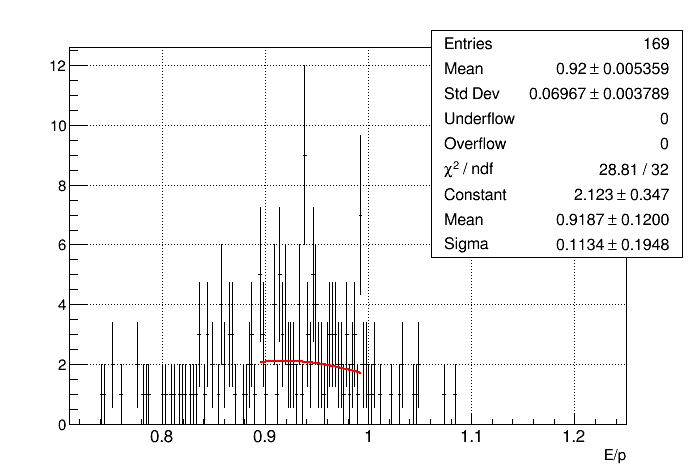 Entries 169
Mean 0.92 ± 0.005359
Std Dev 0.06967 ± 0.003789
Underflow 0
Overflow 0
χ² / ndf 28.81 / 32
Constant 2.123 ± 0.347
Mean 0.9187 ± 0.1200
Sigma 0.1134 ± 0.1948
12
10
8
6
4
2
0
0.8 0.9 1 1.1 1.2
E/p